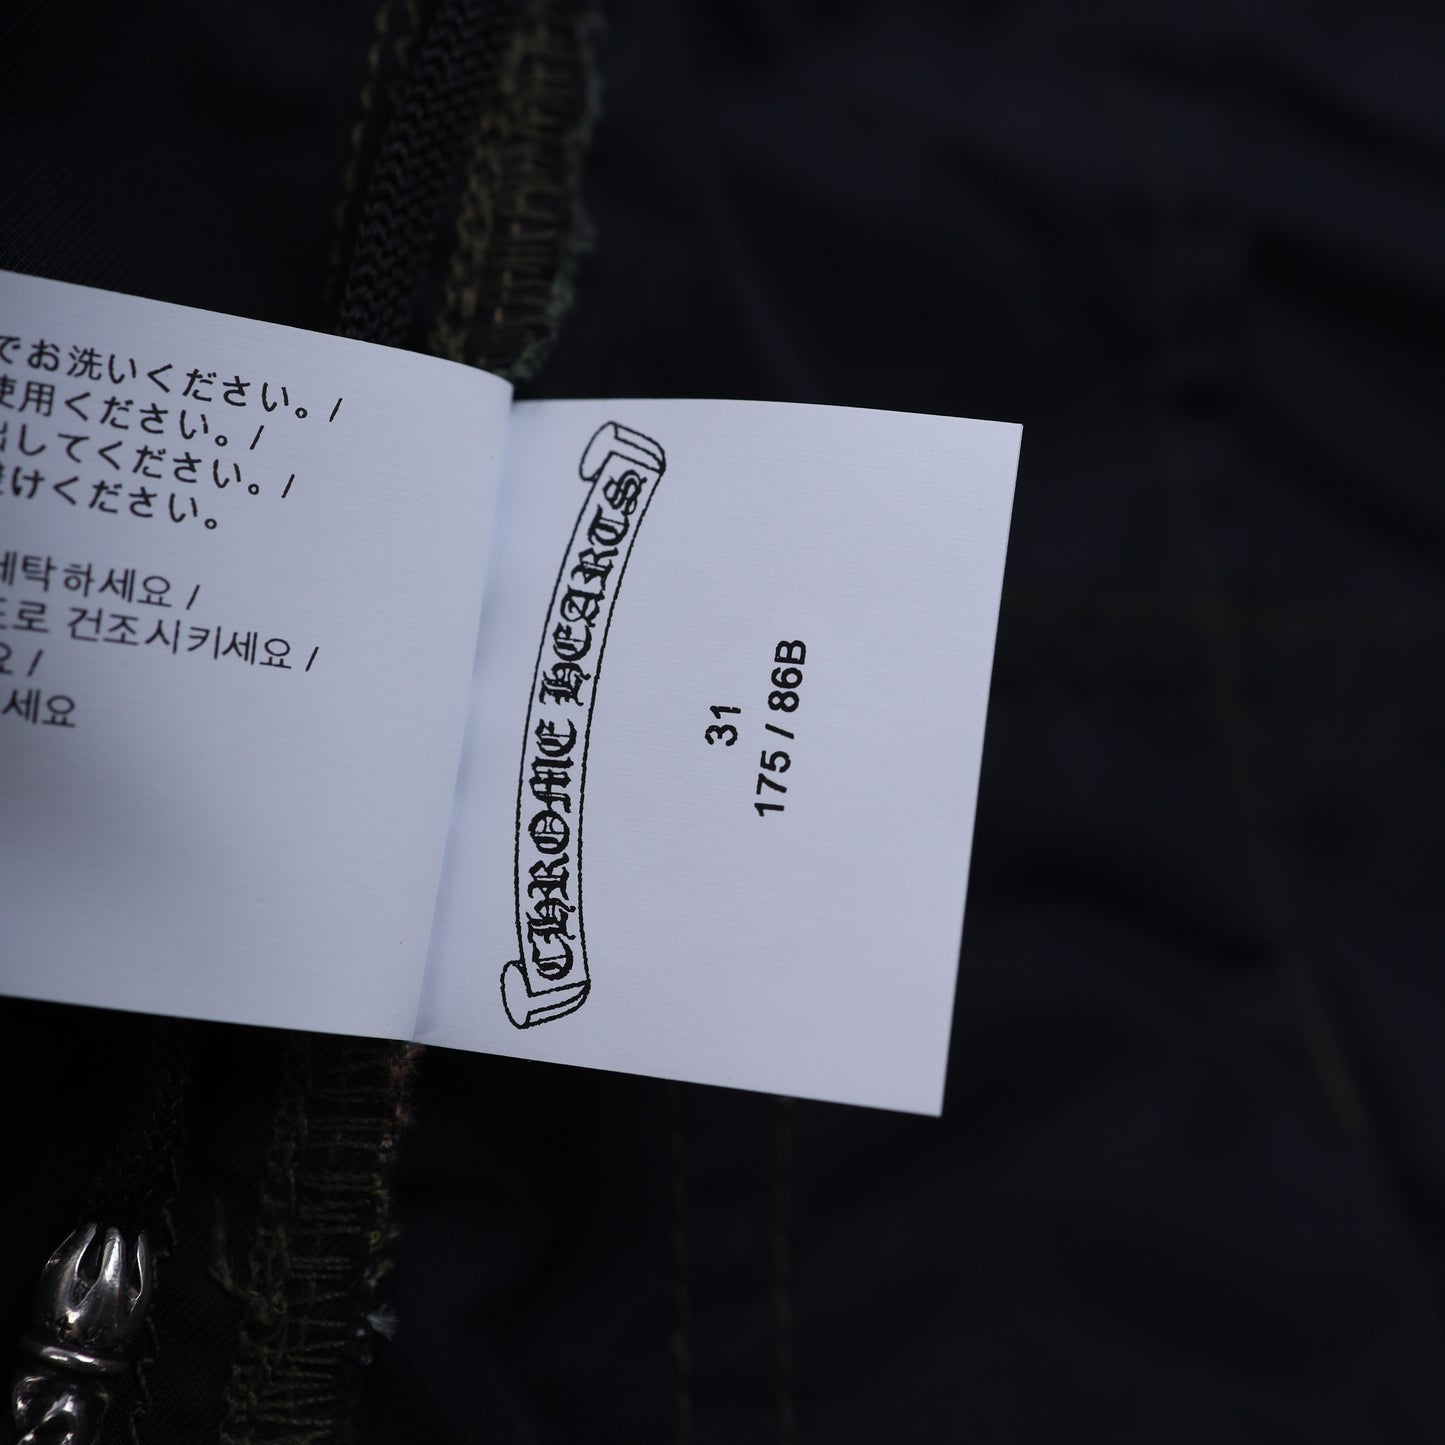 でお洗いください。/
使用ください。/
出してください。/
避けください。
세탁하세요 /
도로 건조시키세요 /
요 /
세요
CHROME HEARTS
31
175 / 86B